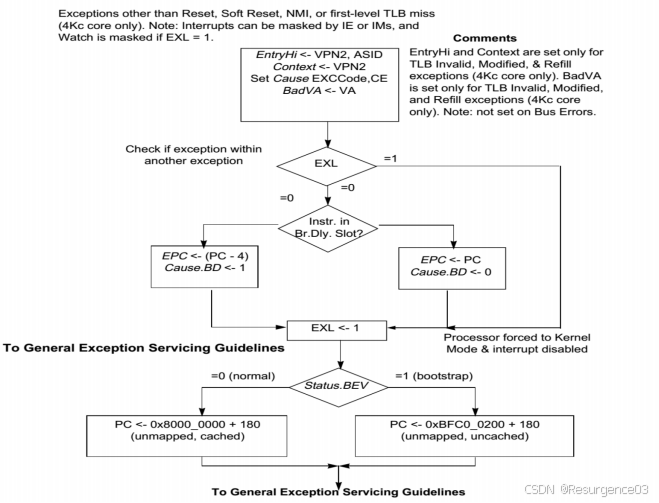 Exceptions other than Reset, Soft Reset, NMI, or first-level TLB miss
(4Kc core only). Note: Interrupts can be masked by IE or IMs, and
Watch is masked if EXL = 1.
Comments
EntryHi <- VPN2, ASID
Context <- VPN2
Set Cause EXCCode,CE
BadVA <- VA
EntryHi and Context are set only for
TLB Invalid, Modified, & Refill
exceptions (4Kc core only). BadVA
is set only for TLB Invalid, Modified,
and Refill exceptions (4Kc core
only). Note: not set on Bus Errors.
Check if exception within
another exception
EXL
=1
=0
=0
Instr. in
Br.Dly. Slot?
EPC <- (PC - 4)
Cause.BD <- 1
EPC <- PC
Cause.BD <- 0
EXL <- 1
Processor forced to Kernel
Mode & interrupt disabled
To General Exception Servicing Guidelines
=0 (normal)
Status.BEV
=1 (bootstrap)
PC <- 0x8000_0000 + 180
(unmapped, cached)
PC <- 0xBFC0_0200 + 180
(unmapped, uncached)
To General Exception Servicing Guidelines
CSDN @Resurgence03